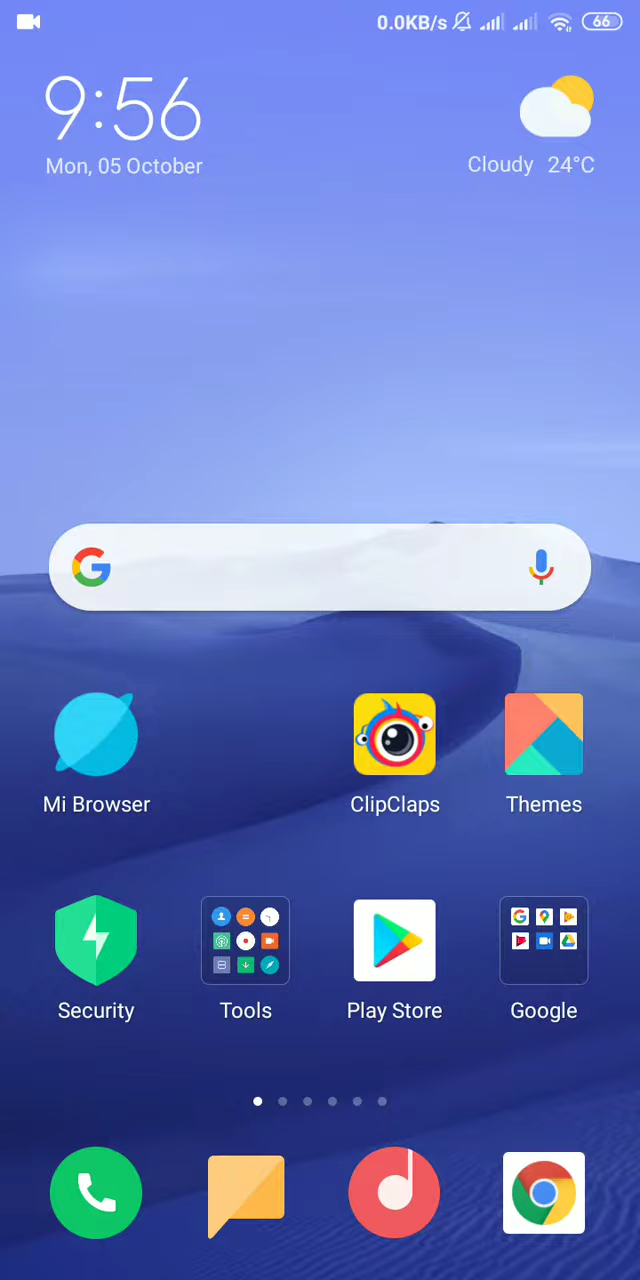 0.0KB/s 66
9:56
Mon, 05 October
Cloudy 24°C
Mi Browser
ClipClaps
Themes
Security
Tools
Play Store
Google